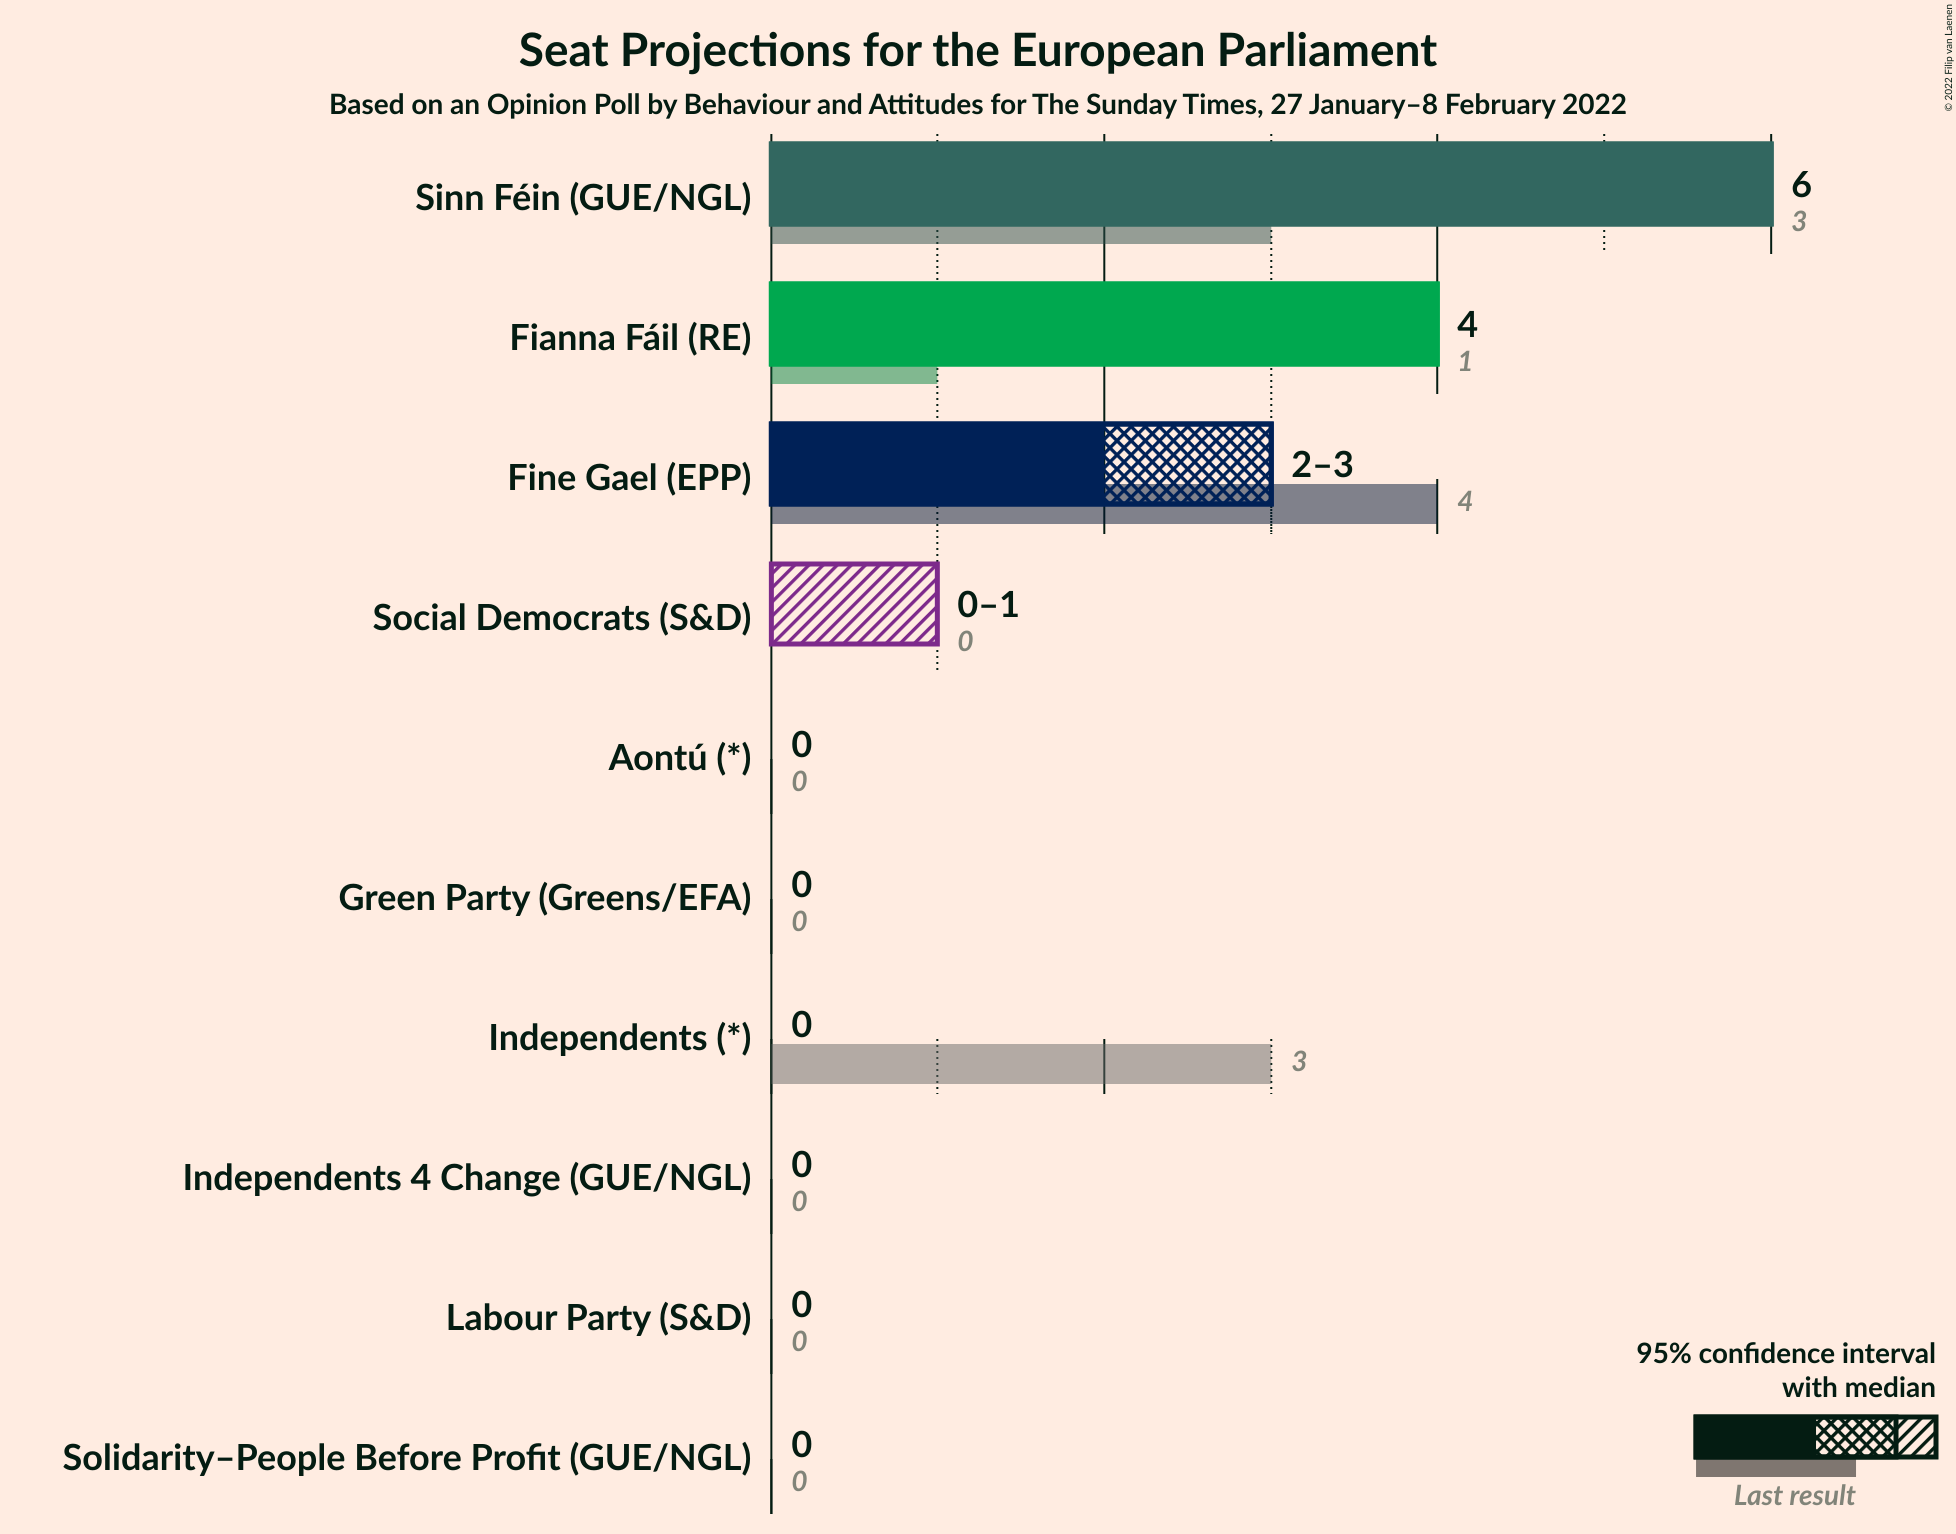 Seat Projections for the European Parliament
Based on an Opinion Poll by Behaviour and Attitudes for The Sunday Times, 27 January–8 February 2022
© 2022 Filip van Laenen
Sinn Féin (GUE/NGL)
6
3
Fianna Fáil (RE)
4
1
Fine Gael (EPP)
2–3
4
Social Democrats (S&D)
0–1
0
Aontú (*)
0
0
Green Party (Greens/EFA)
0
0
Independents (*)
0
3
Independents 4 Change (GUE/NGL)
0
0
Labour Party (S&D)
0
0
Solidarity–People Before Profit (GUE/NGL)
0
0
95% confidence interval
with median
Last result